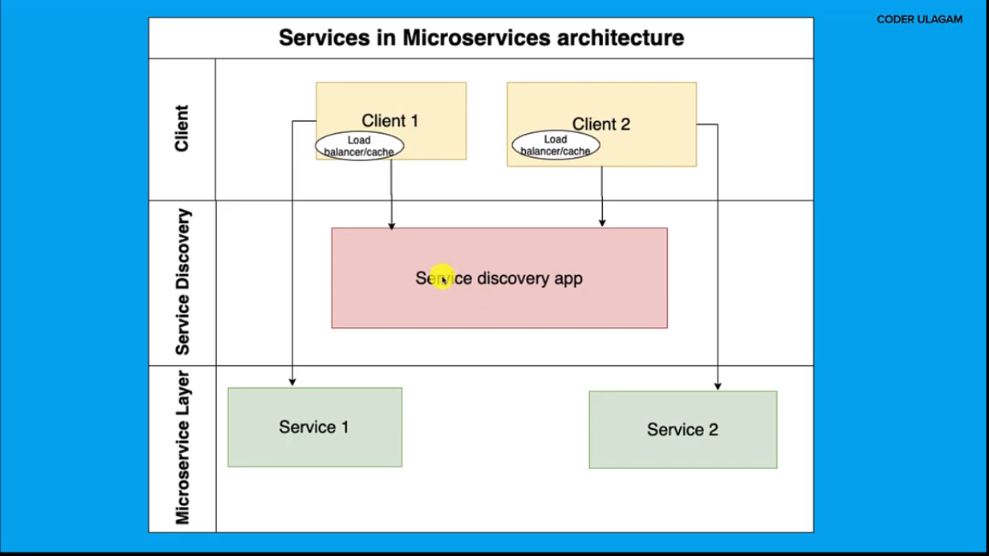 CODER ULAGAM
Services in Microservices architecture
Client
Client 1
Load
balancer/cache
Client 2
Load
balancer/cache
Service Discovery
Service discovery app
Microservice Layer
Service 1
Service 2